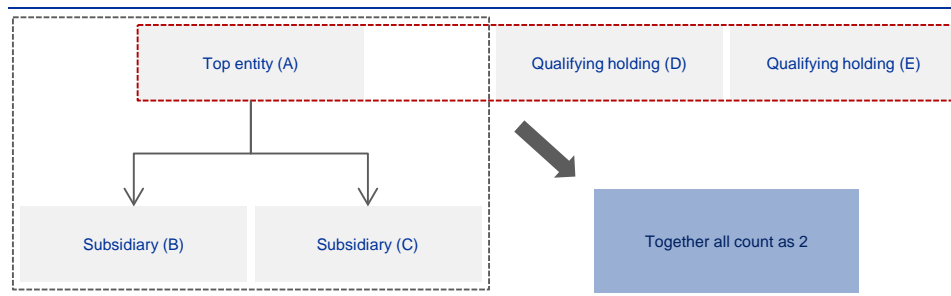 Top entity (A)
Qualifying holding (D)
Qualifying holding (E)
Subsidiary (B)
Subsidiary (C)
Together all count as 2